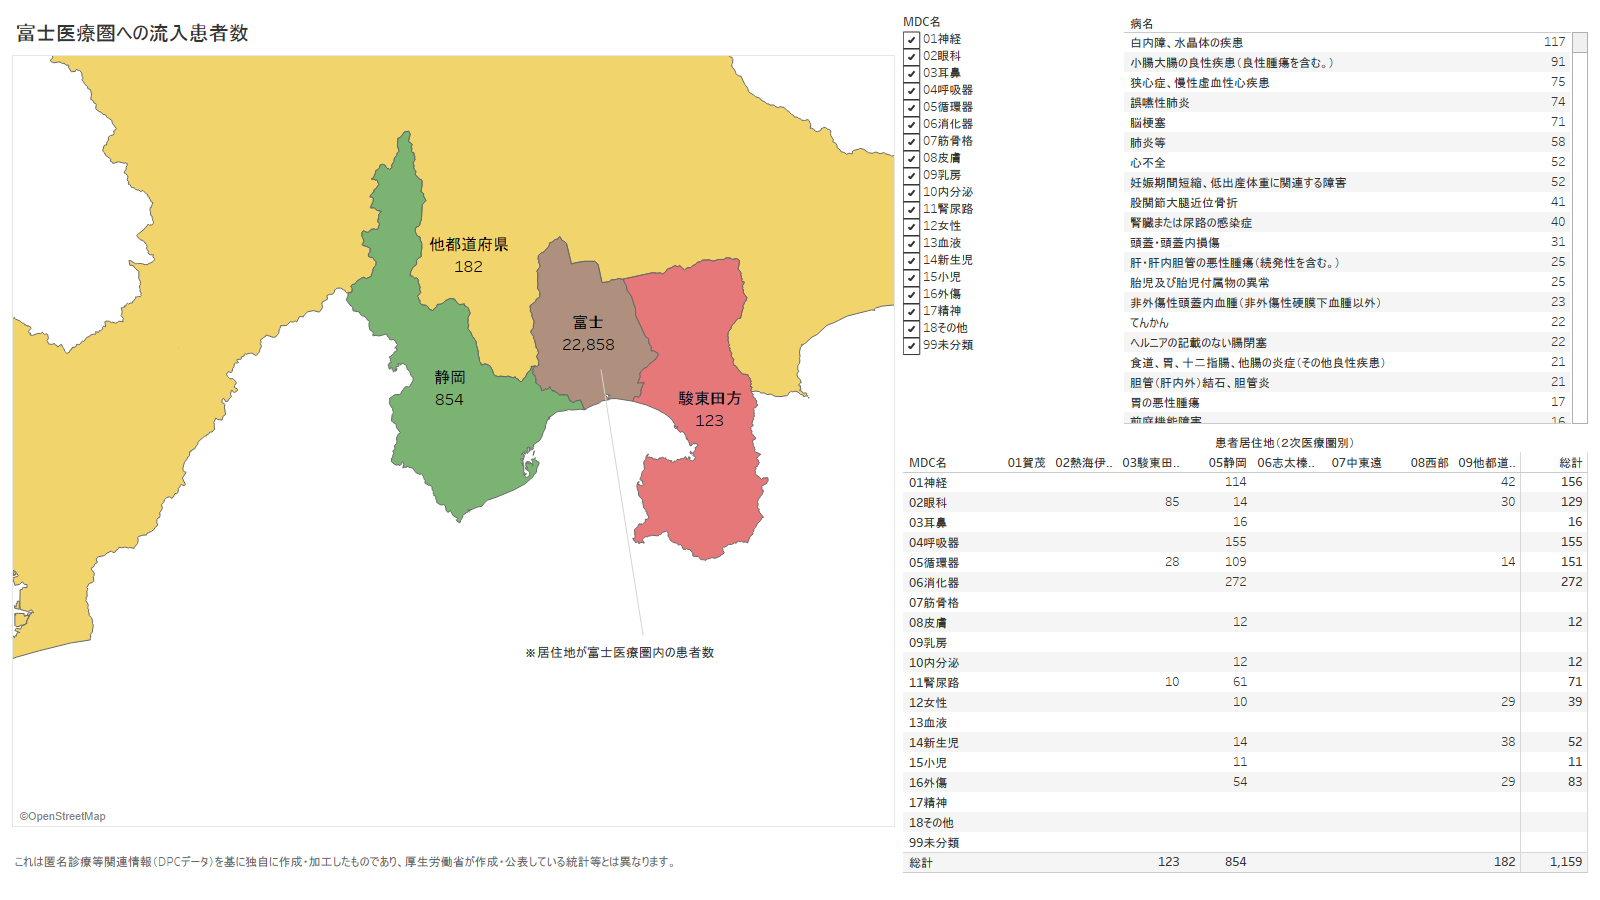 富士医療圏への流入患者数
他都道府県
182
富士
22,858
静岡
854
駿東田方
123
※居住地が富士医療圏内の患者数
©OpenStreetMap
これは匿名診療等関連情報（DPCデータ）を基に独自に作成・加工したものであり、厚生労働省が作成・公表している統計等とは異なります。
MDC名
01神経
02眼科
03耳鼻
04呼吸器
05循環器
06消化器
07筋骨格
08皮膚
09乳房
10内分泌
11腎尿路
12女性
13血液
14新生児
15小児
16外傷
17精神
18その他
99未分類
病名
白内障、水晶体の疾患 117
小腸大腸の良性疾患（良性腫瘍を含む。） 91
狭心症、慢性虚血性心疾患 75
誤嚥性肺炎 74
脳梗塞 71
肺炎等 58
心不全 52
妊娠期間短縮、低出産体重に関連する障害 52
股関節大腿近位骨折 41
腎臓または尿路の感染症 40
頭蓋・頭蓋内損傷 31
肝・肝内胆管の悪性腫瘍（続発性を含む。） 25
胎児及び胎児付属物の異常 25
非外傷性頭蓋内血腫（非外傷性硬膜下血腫以外） 23
てんかん 22
ヘルニアの記載のない腸閉塞 22
食道、胃、十二指腸、他腸の炎症（その他良性疾患） 21
胆管（肝内外）結石、胆管炎 21
胃の悪性腫瘍 17
前庭機能障害 16
患者居住地（2次医療圏別）
MDC名 01賀茂 02熱海伊.. 03駿東田.. 05静岡 06志太榛.. 07中東遠 08西部 09他都道.. 総計
01神経 114 42 156
02眼科 85 14 30 129
03耳鼻 16 16
04呼吸器 155 155
05循環器 28 109 14 151
06消化器 272 272
07筋骨格
08皮膚 12 12
09乳房
10内分泌 12 12
11腎尿路 10 61 71
12女性 10 29 39
13血液
14新生児 14 38 52
15小児 11 11
16外傷 54 29 83
17精神
18その他
99未分類
総計 123 854 182 1,159